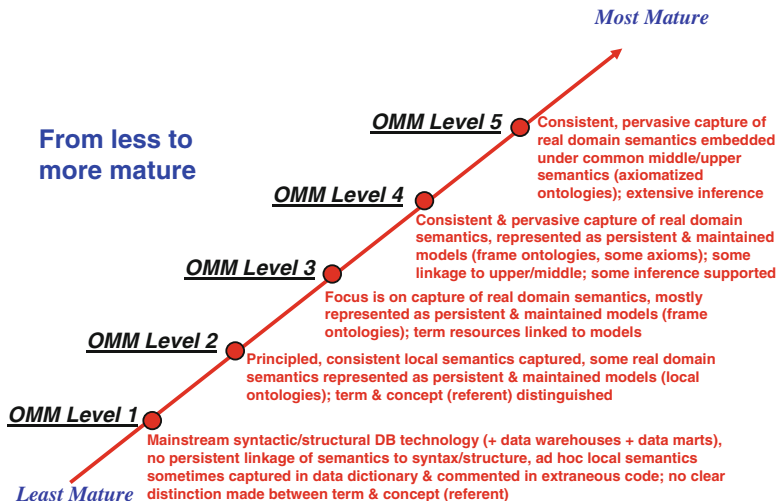 Most Mature
From less to
more mature
OMM Level 5
Consistent, pervasive capture of
real domain semantics embedded
under common middle/upper
semantics (axiomatized
ontologies); extensive inference
OMM Level 4
Consistent & pervasive capture of real domain
semantics, represented as persistent & maintained
models (frame ontologies, some axioms); some
linkage to upper/middle; some inference supported
OMM Level 3
Focus is on capture of real domain semantics, mostly
represented as persistent & maintained models (frame
ontologies); term resources linked to models
OMM Level 2
Principled, consistent local semantics captured, some real domain
semantics represented as persistent & maintained models (local
ontologies); term & concept (referent) distinguished
OMM Level 1
Mainstream syntactic/structural DB technology (+ data warehouses + data marts),
no persistent linkage of semantics to syntax/structure, ad hoc local semantics
sometimes captured in data dictionary & commented in extraneous code; no clear
distinction made between term & concept (referent)
Least Mature